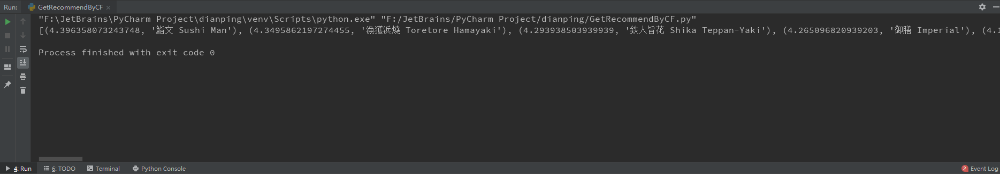 Run: GetRecommendByCF
"F:\JetBrains\PyCharm Project\dianping\venv\Scripts\python.exe" "F:/JetBrains/PyCharm Project/dianping/GetRecommendByCF.py"
[(4.396358073243748, '鮨文 Sushi Man'), (4.3495862197274455, '漁獲浜燒 Toretore Hamayaki'), (4.293938503939939, '鉄人旨花 Shika Teppan-Yaki'), (4.265096820939203, '御膳 Imperial'), (4.1
Process finished with exit code 0
4: Run 6: TODO Terminal Python Console 2 Event Log